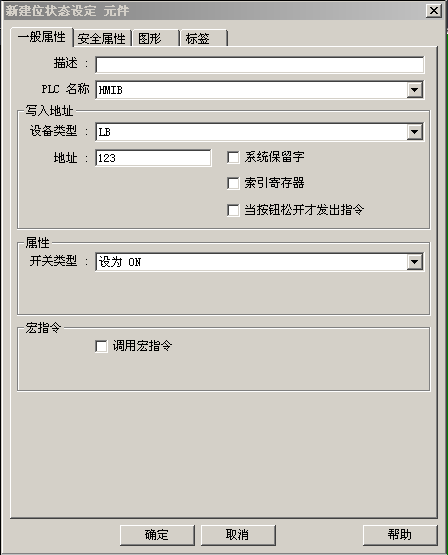 新建位状态设定 元件
一般属性 安全属性 图形 标签
描述 :
PLC 名称 HMIB
写入地址
设备类型 : LB
地址 : 123 系统保留字
索引寄存器
当按钮松开才发出指令
属性
开关类型 : 设为 ON
宏指令
调用宏指令
确定 取消 帮助